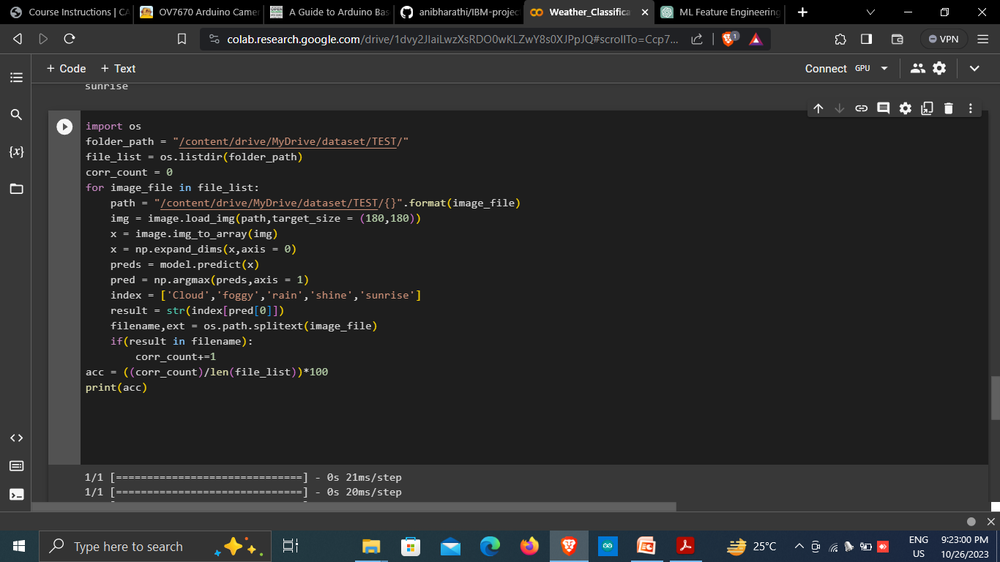 Course Instructions | CA
OV7670 Arduino Camer
A Guide to Arduino Bas
anibharathi/IBM-projec
Weather_Classifica
ML Feature Engineering
colab.research.google.com/drive/1dvy2JIaiLwzXsRDO0wKLZwY8s0XJPpJQ#scrollTo=Ccp7...
1
VPN
+ Code + Text
Connect GPU
sunrise
{x}
import os
folder_path = "/content/drive/MyDrive/dataset/TEST/"
file_list = os.listdir(folder_path)
corr_count = 0
for image_file in file_list:
    path = "/content/drive/MyDrive/dataset/TEST/{}".format(image_file)
    img = image.load_img(path,target_size = (180,180))
    x = image.img_to_array(img)
    x = np.expand_dims(x,axis = 0)
    preds = model.predict(x)
    pred = np.argmax(preds,axis = 1)
    index = ['Cloud','foggy','rain','shine','sunrise']
    result = str(index[pred[0]])
    filename,ext = os.path.splitext(image_file)
    if(result in filename):
        corr_count+=1
acc = ((corr_count)/len(file_list))*100
print(acc)
1/1 [==============================] - 0s 21ms/step
1/1 [==============================] - 0s 20ms/step
Type here to search
25°C
ENG
US
9:23:00 PM
10/26/2023